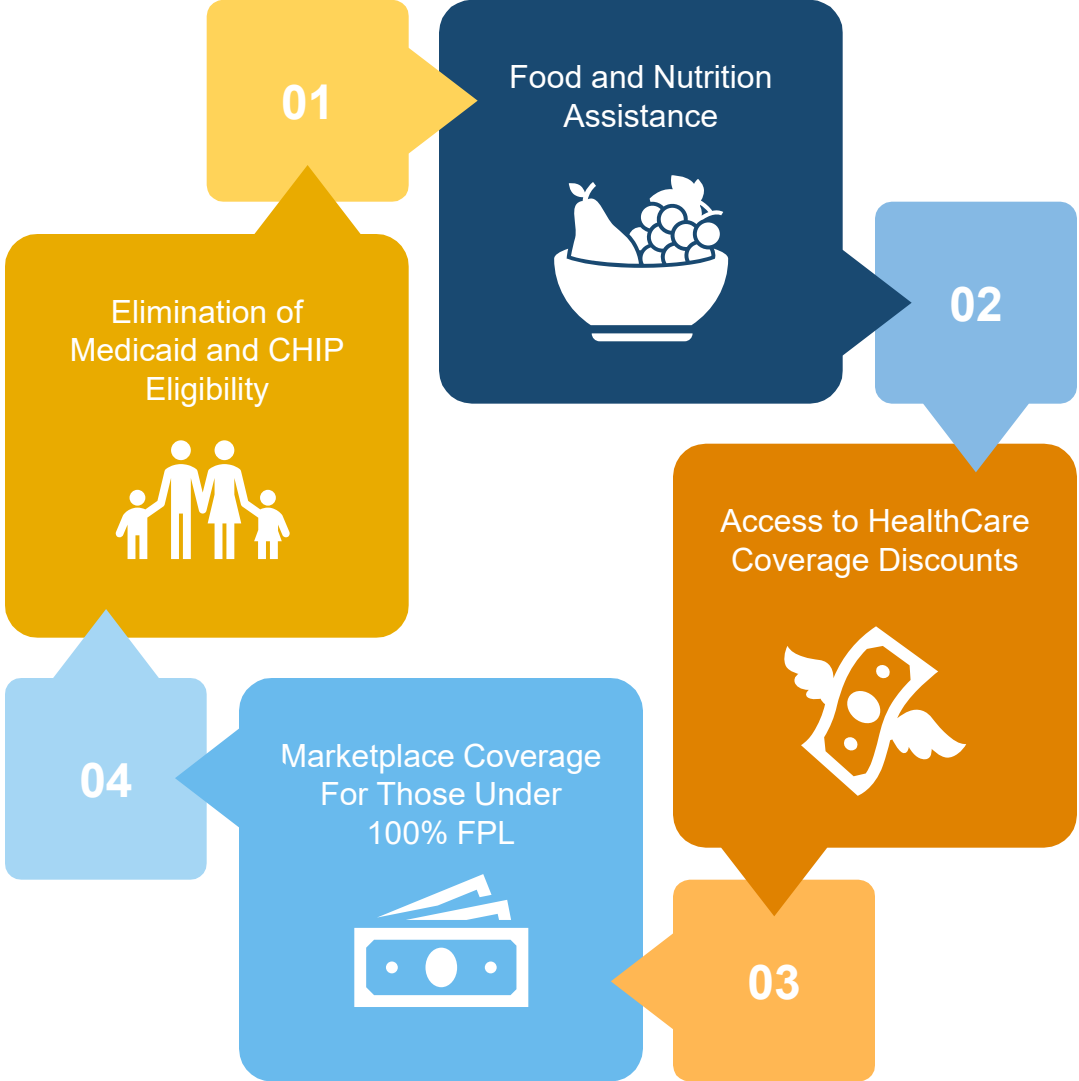 01
Food and Nutrition
Assistance
02
Access to HealthCare
Coverage Discounts
03
Marketplace Coverage
For Those Under
100% FPL
04
Elimination of
Medicaid and CHIP
Eligibility